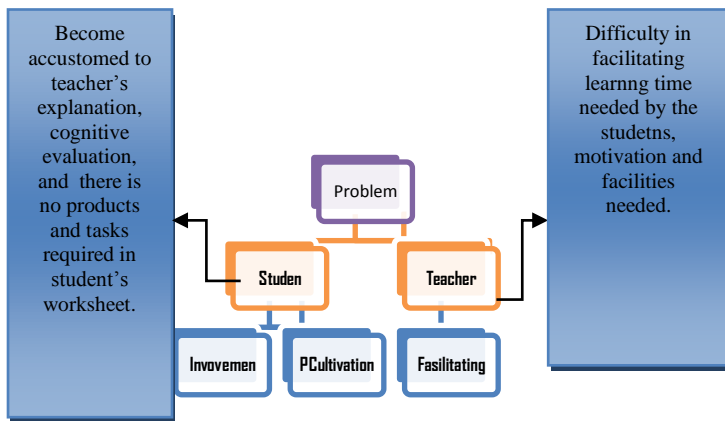 Become
accustomed to
teacher's
explanation,
cognitive
evaluation,
and there is
no products
and tasks
required in
student's
worksheet.
Problem
Studen
Teacher
Invovemen
PCultivation
Fasilitating
Difficulty in
facilitating
learnng time
needed by the
studetns,
motivation and
facilities
needed.